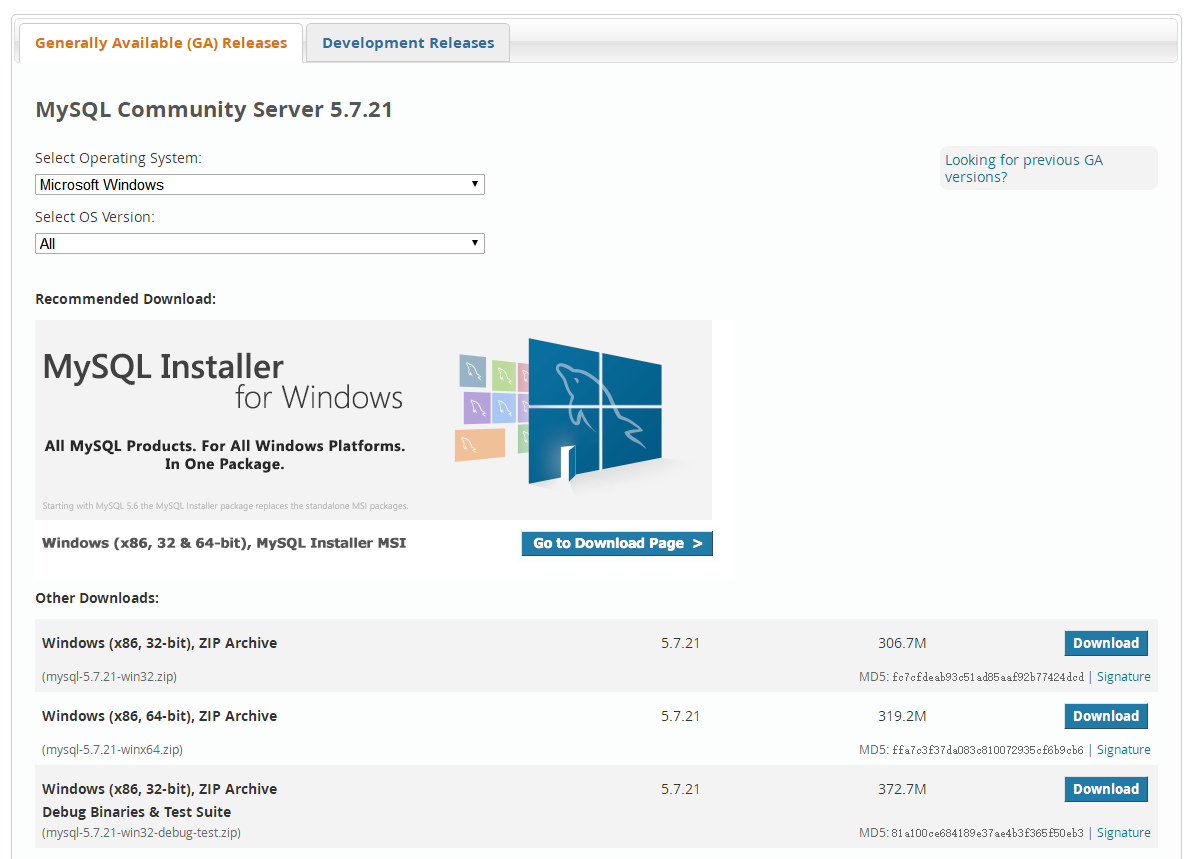 Generally Available (GA) Releases
Development Releases
MySQL Community Server 5.7.21
Select Operating System:
Looking for previous GA
versions?
Microsoft Windows
Select OS Version:
All
Recommended Download:
MySQL Installer
for Windows
All MySQL Products. For All Windows Platforms.
In One Package.
Starting with MySQL 5.6 the MySQL Installer package replaces the standalone MSI packages.
Windows (x86, 32 & 64-bit), MySQL Installer MSI
Go to Download Page >
Other Downloads:
Windows (x86, 32-bit), ZIP Archive 5.7.21 306.7M Download
(mysql-5.7.21-win32.zip) MD5: fc7cfdeab93c51ad85aaf92b77424dcd | Signature
Windows (x86, 64-bit), ZIP Archive 5.7.21 319.2M Download
(mysql-5.7.21-winx64.zip) MD5: ffa7c3f37da083c810072935cf6b9cb6 | Signature
Windows (x86, 32-bit), ZIP Archive 5.7.21 372.7M Download
Debug Binaries & Test Suite
(mysql-5.7.21-win32-debug-test.zip) MD5: 81a100ce684189e37ae4b3f365f50eb3 | Signature